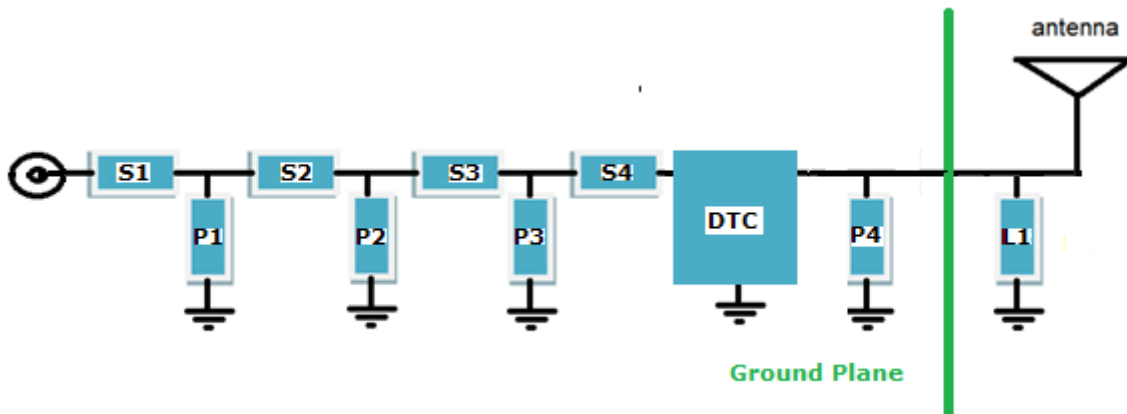 antenna
S1
S2
S3
S4
P1
P2
P3
DTC
P4
L1
Ground Plane